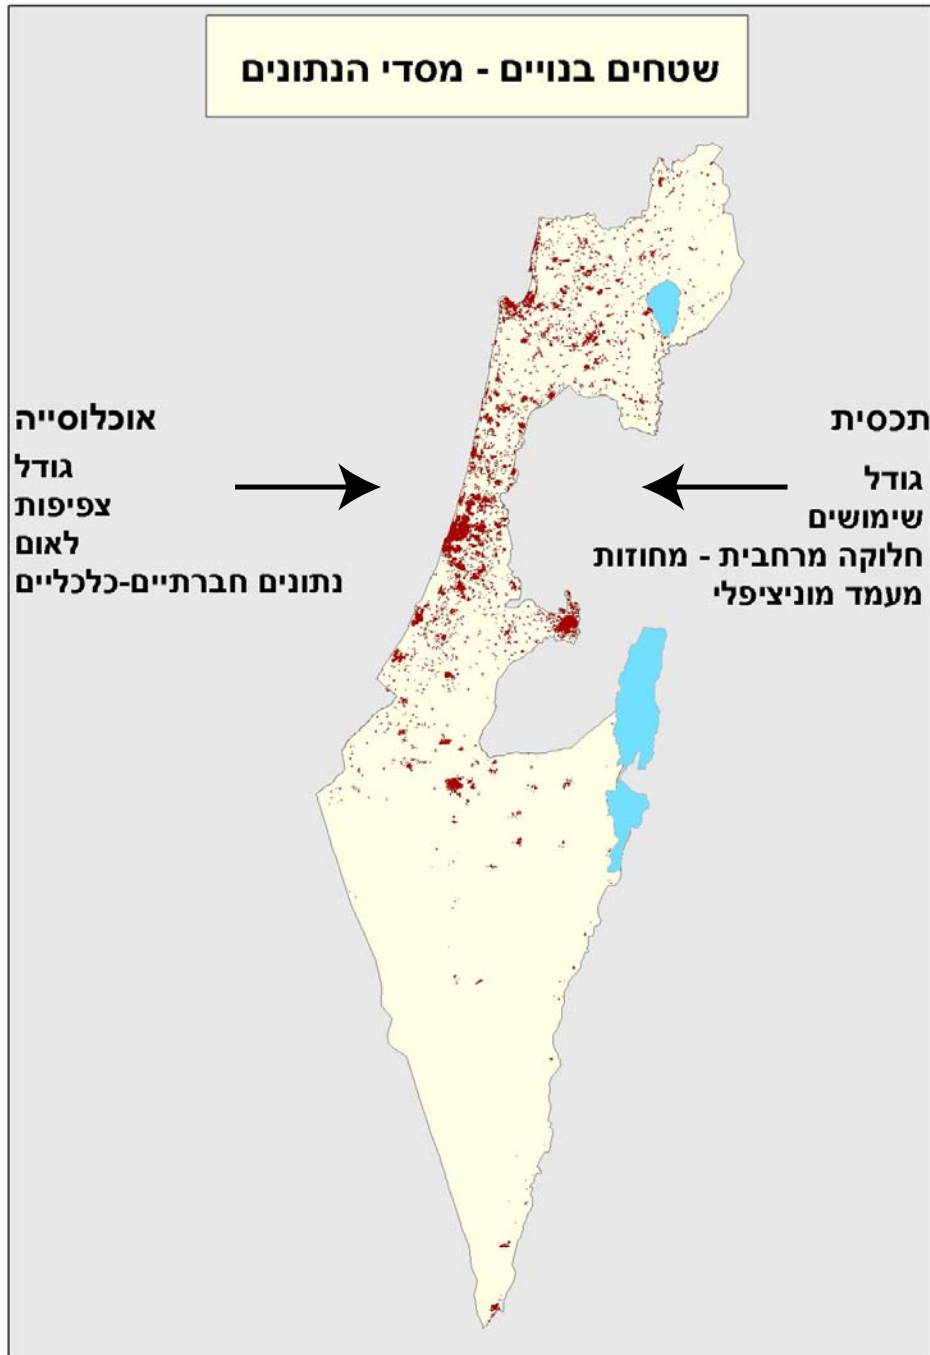 שטחים בנויים - מסדי הנתונים
תכסית
גודל
שימושים
חלוקה מרחבית - מחוזות
מעמד מוניציפלי
אוכלוסייה
גודל
צפיפות
לאום
נתונים חברתיים-כלכליים